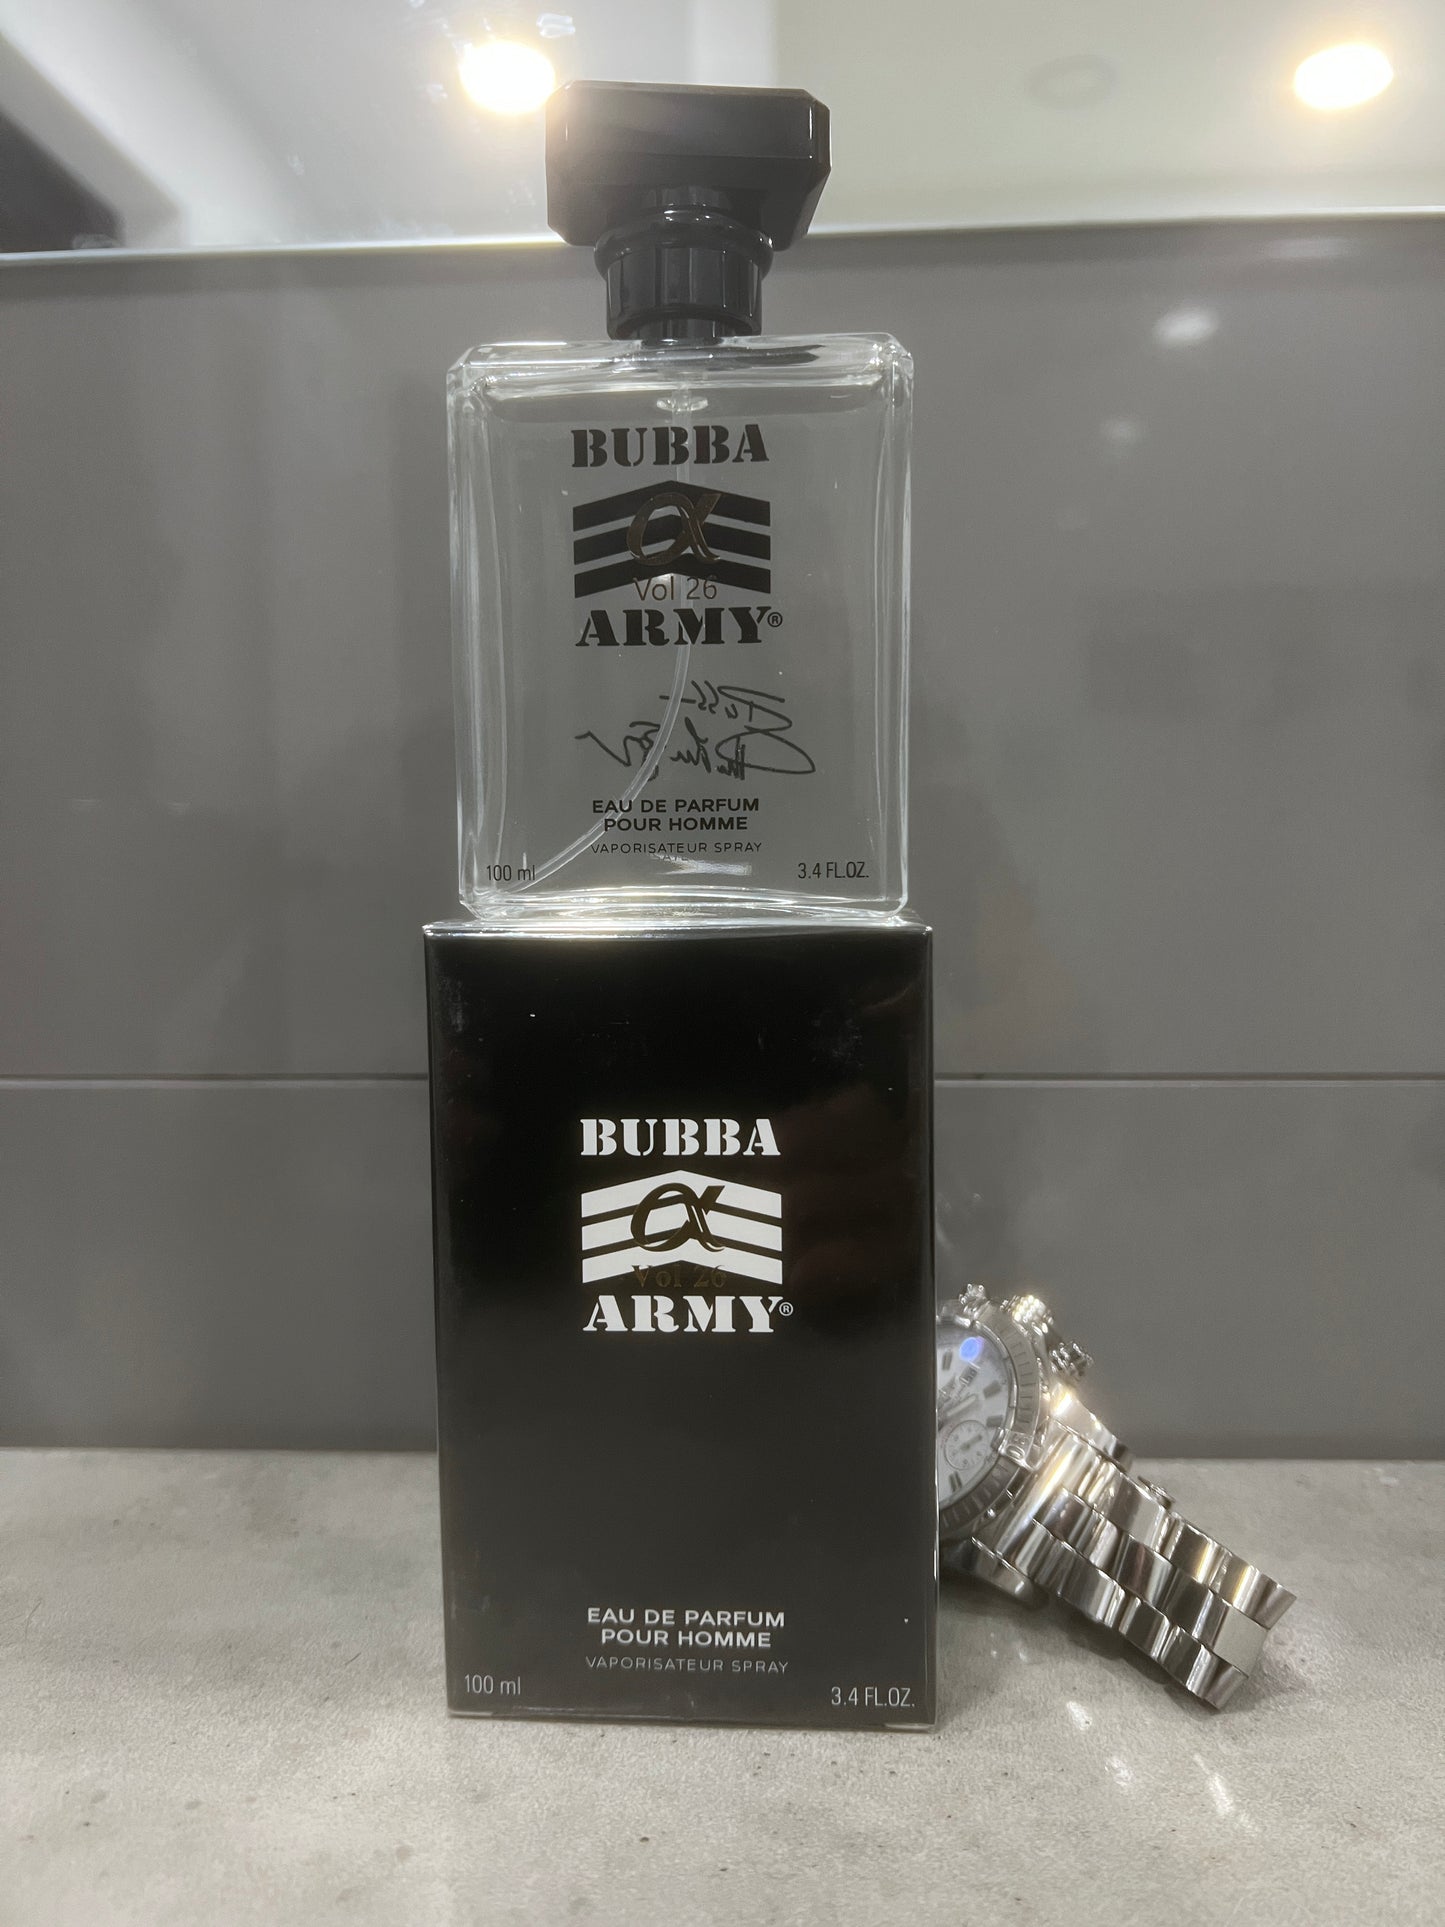 BUBBA
α
Vol 26
ARMY®
EAU DE PARFUM
POUR HOMME
VAPORISATEUR SPRAY
100 ml
3.4 FL.OZ.
BUBBA
α
Vol 26
ARMY®
EAU DE PARFUM
POUR HOMME
VAPORISATEUR SPRAY
100 ml
3.4 FL.OZ.